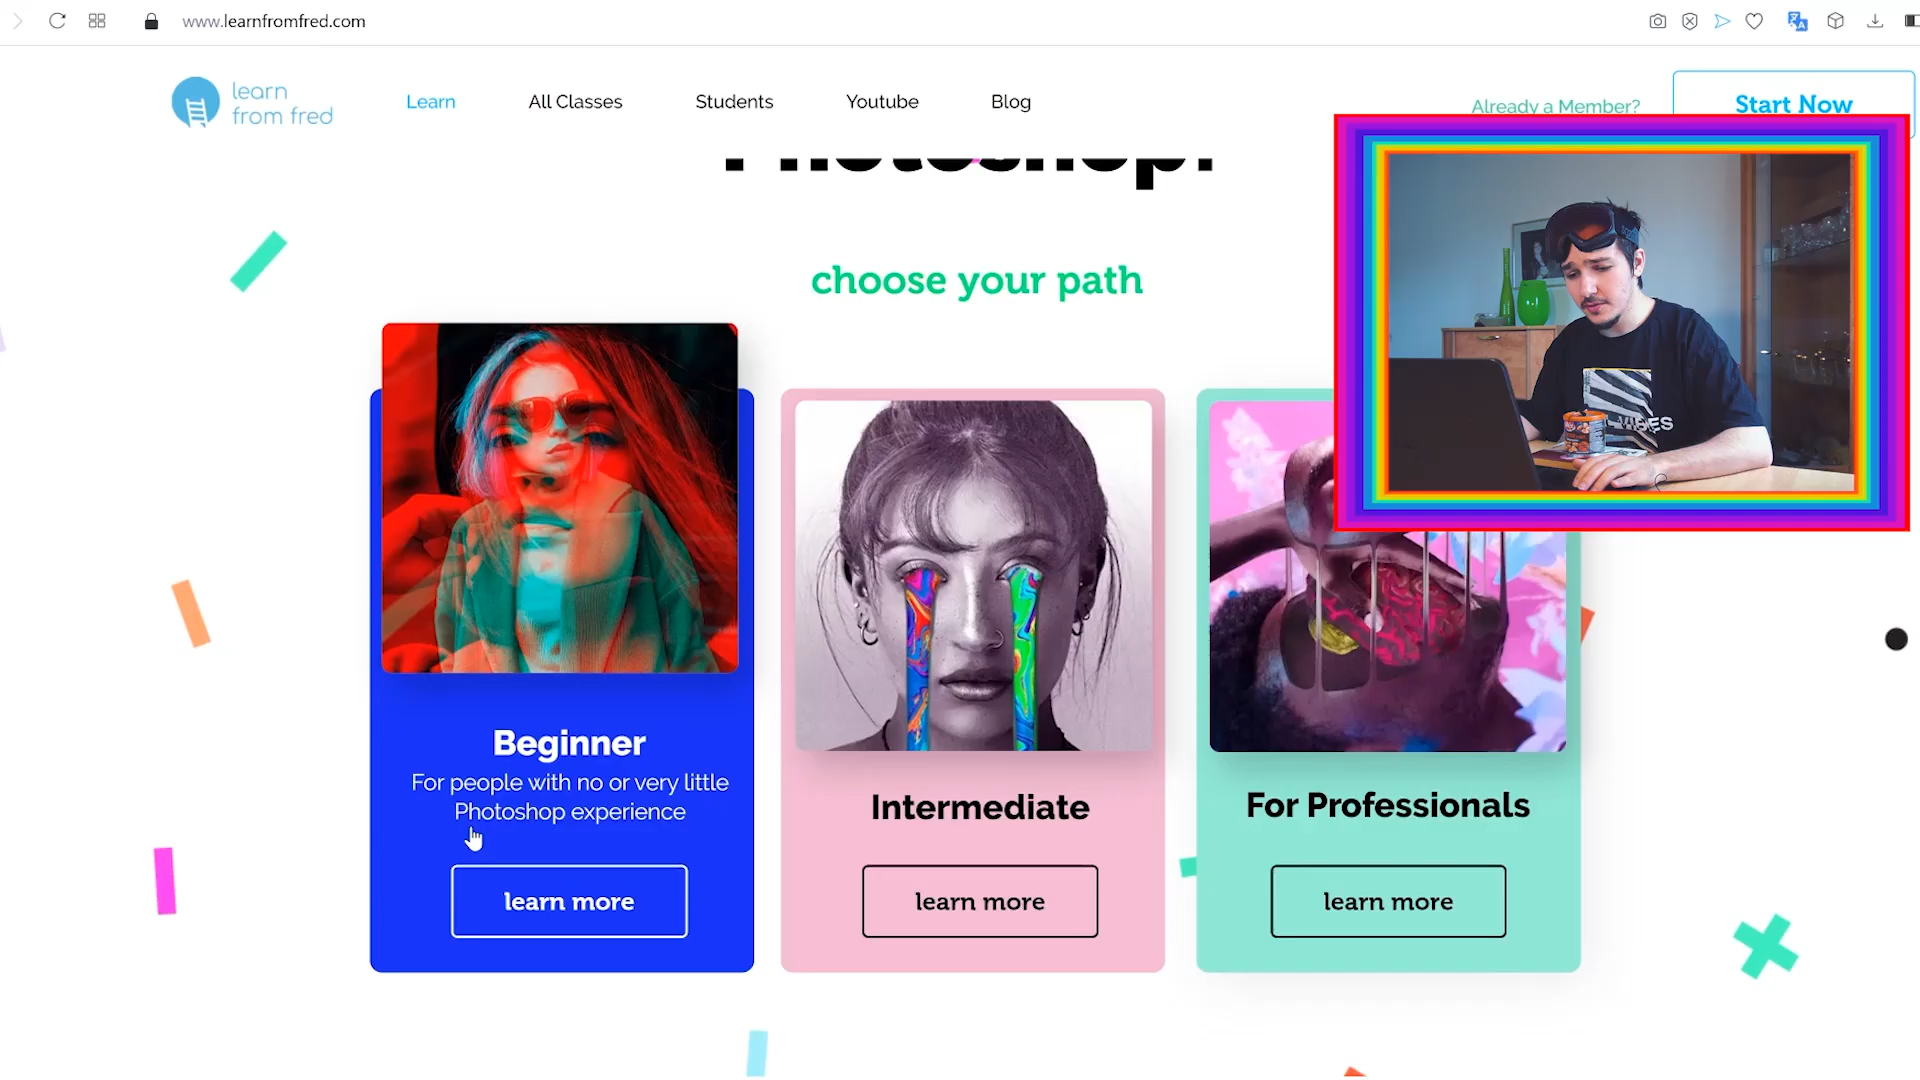 www.learnfromfred.com
learn
from fred
Learn
All Classes
Students
Youtube
Blog
Already a Member?
Start Now
Photoshop.
choose your path
VIBES
Beginner
For people with no or very little
Photoshop experience
learn more
Intermediate
learn more
For Professionals
learn more